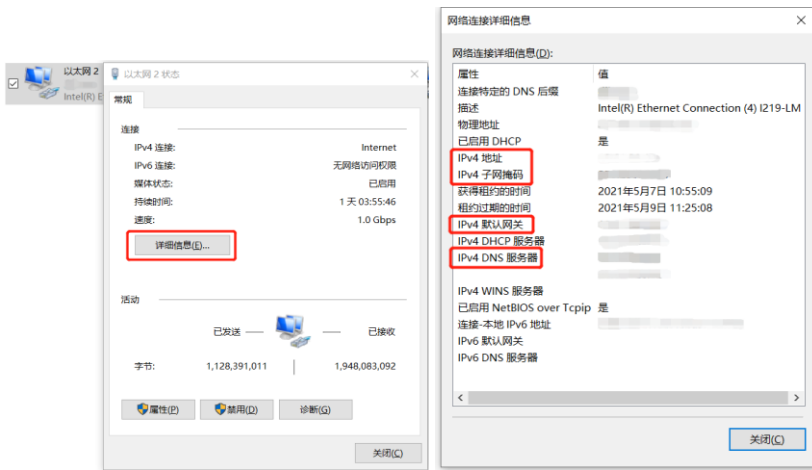 以太网 2
Intel(R) E
以太网 2 状态
常规
连接
IPv4 连接: Internet
IPv6 连接: 无网络访问权限
媒体状态: 已启用
持续时间: 1 天 03:55:46
速度: 1.0 Gbps
详细信息(E)...
活动
已发送 — — 已接收
字节: 1,128,391,011 1,948,083,092
属性(P) 禁用(D) 诊断(G)
关闭(C)
网络连接详细信息
网络连接详细信息(D):
属性 值
连接特定的 DNS 后缀
描述 Intel(R) Ethernet Connection (4) I219-LM
物理地址
已启用 DHCP 是
IPv4 地址
IPv4 子网掩码
获得租约的时间 2021年5月7日 10:55:09
租约过期的时间 2021年5月9日 11:25:08
IPv4 默认网关
IPv4 DHCP 服务器
IPv4 DNS 服务器
IPv4 WINS 服务器
已启用 NetBIOS over Tcpip 是
连接-本地 IPv6 地址
IPv6 默认网关
IPv6 DNS 服务器
关闭(C)